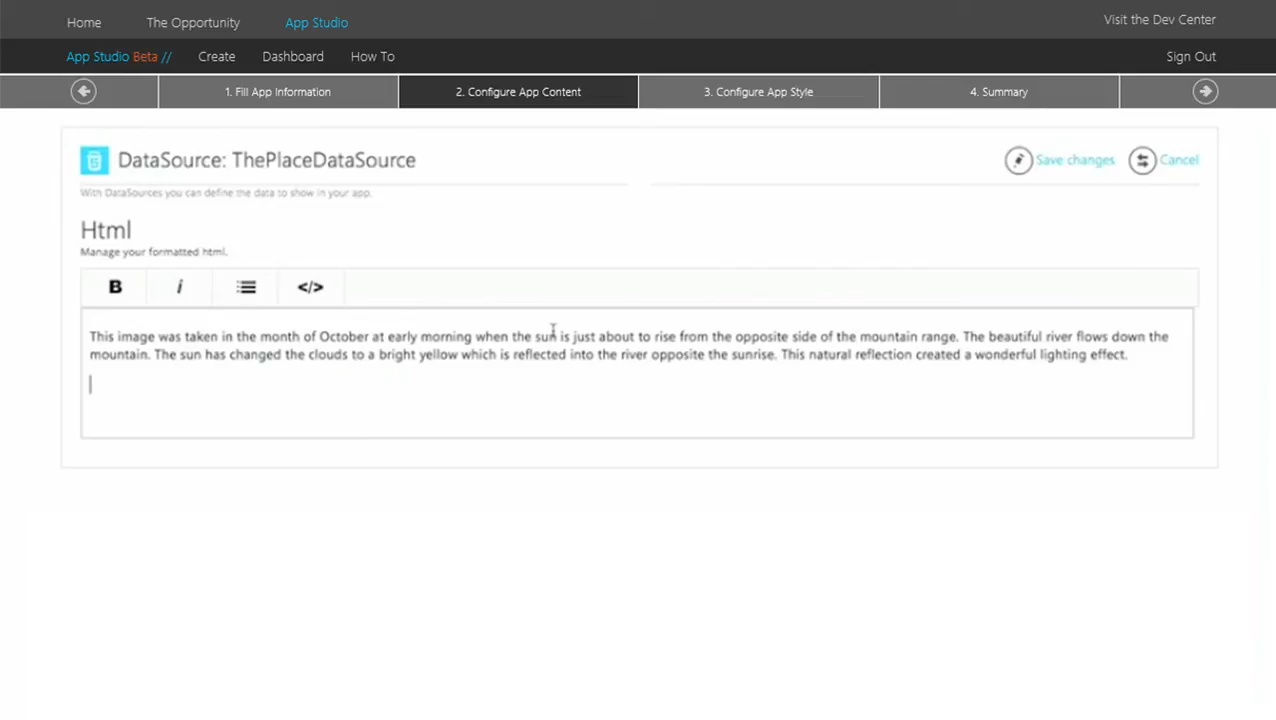 Home The Opportunity App Studio Visit the Dev Center
App Studio Beta // Create Dashboard How To Sign Out
1. Fill App Information 2. Configure App Content 3. Configure App Style 4. Summary
DataSource: ThePlaceDataSource Save changes Cancel
With DataSources you can define the data to show in your app.
Html
Manage your formatted html.
B i </>
This image was taken in the month of October at early morning when the sun is just about to rise from the opposite side of the mountain range. The beautiful river flows down the
mountain. The sun has changed the clouds to a bright yellow which is reflected into the river opposite the sunrise. This natural reflection created a wonderful lighting effect.